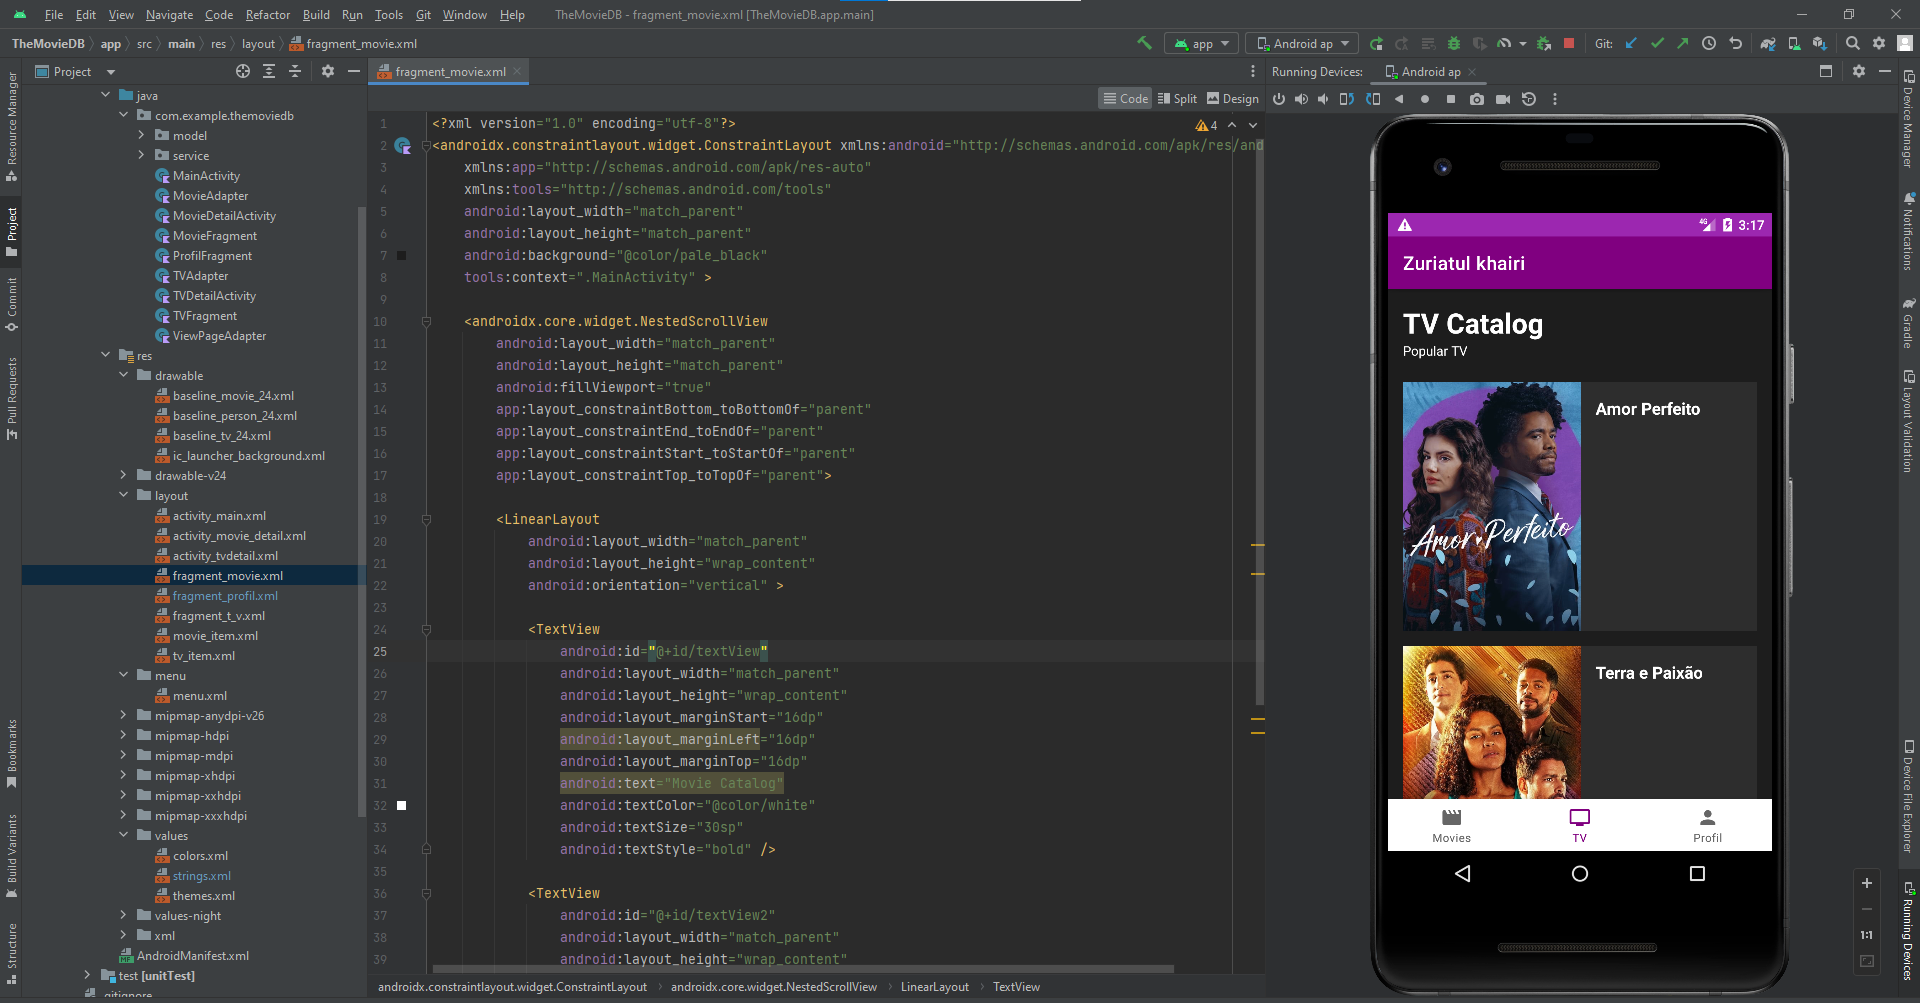 File Edit View Navigate Code Refactor Build Run Tools Git Window Help TheMovieDB - fragment_movie.xml [TheMovieDB.app.main]
TheMovieDB app src main res layout fragment_movie.xml
app Android ap Git:
Project
fragment_movie.xml
Running Devices: Android ap
Code Split Design
Resource Manager
Project
Commit
Pull Requests
Bookmarks
Build Variants
Structure
java
com.example.themoviedb
model
service
MainActivity
MovieAdapter
MovieDetailActivity
MovieFragment
ProfilFragment
TVAdapter
TVDetailActivity
TVFragment
ViewPageAdapter
res
drawable
baseline_movie_24.xml
baseline_person_24.xml
baseline_tv_24.xml
ic_launcher_background.xml
drawable-v24
layout
activity_main.xml
activity_movie_detail.xml
activity_tvdetail.xml
fragment_movie.xml
fragment_profil.xml
fragment_t_v.xml
movie_item.xml
tv_item.xml
menu
menu.xml
mipmap-anydpi-v26
mipmap-hdpi
mipmap-mdpi
mipmap-xhdpi
mipmap-xxhdpi
mipmap-xxxhdpi
values
colors.xml
strings.xml
themes.xml
values-night
xml
AndroidManifest.xml
test [unitTest]
.gitignore
4
1 <?xml version="1.0" encoding="utf-8"?>
2 <androidx.constraintlayout.widget.ConstraintLayout xmlns:android="http://schemas.android.com/apk/res/and
3 xmlns:app="http://schemas.android.com/apk/res-auto"
4 xmlns:tools="http://schemas.android.com/tools"
5 android:layout_width="match_parent"
6 android:layout_height="match_parent"
7 android:background="@color/pale_black"
8 tools:context=".MainActivity" >
9
10 <androidx.core.widget.NestedScrollView
11 android:layout_width="match_parent"
12 android:layout_height="match_parent"
13 android:fillViewport="true"
14 app:layout_constraintBottom_toBottomOf="parent"
15 app:layout_constraintEnd_toEndOf="parent"
16 app:layout_constraintStart_toStartOf="parent"
17 app:layout_constraintTop_toTopOf="parent">
18
19 <LinearLayout
20 android:layout_width="match_parent"
21 android:layout_height="wrap_content"
22 android:orientation="vertical" >
23
24 <TextView
25 android:id="@+id/textView"
26 android:layout_width="match_parent"
27 android:layout_height="wrap_content"
28 android:layout_marginStart="16dp"
29 android:layout_marginLeft="16dp"
30 android:layout_marginTop="16dp"
31 android:text="Movie Catalog"
32 android:textColor="@color/white"
33 android:textSize="30sp"
34 android:textStyle="bold" />
35
36 <TextView
37 android:id="@+id/textView2"
38 android:layout_width="match_parent"
39 android:layout_height="wrap_content"
androidx.constraintlayout.widget.ConstraintLayout androidx.core.widget.NestedScrollView LinearLayout TextView
4G 3:17
Zuriatul khairi
TV Catalog
Popular TV
Amor Perfeito
Amor Perfeito
Terra e Paixão
Movies TV Profil
1:1
Device Manager
Notifications
Gradle
Layout Validation
Device File Explorer
Running Devices